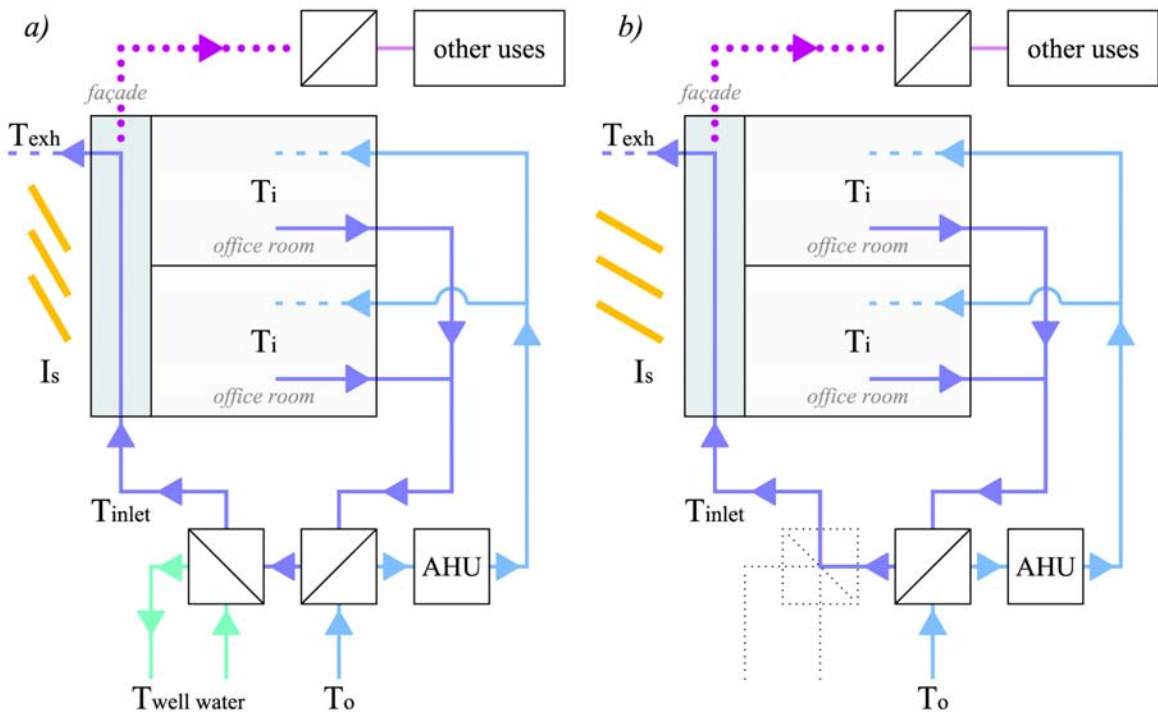 a)
other uses
façade
Texh
Ti
office room
Ti
Is
office room
Tinlet
AHU
Twell water
To
b)
other uses
façade
Texh
Ti
office room
Ti
Is
office room
Tinlet
AHU
To